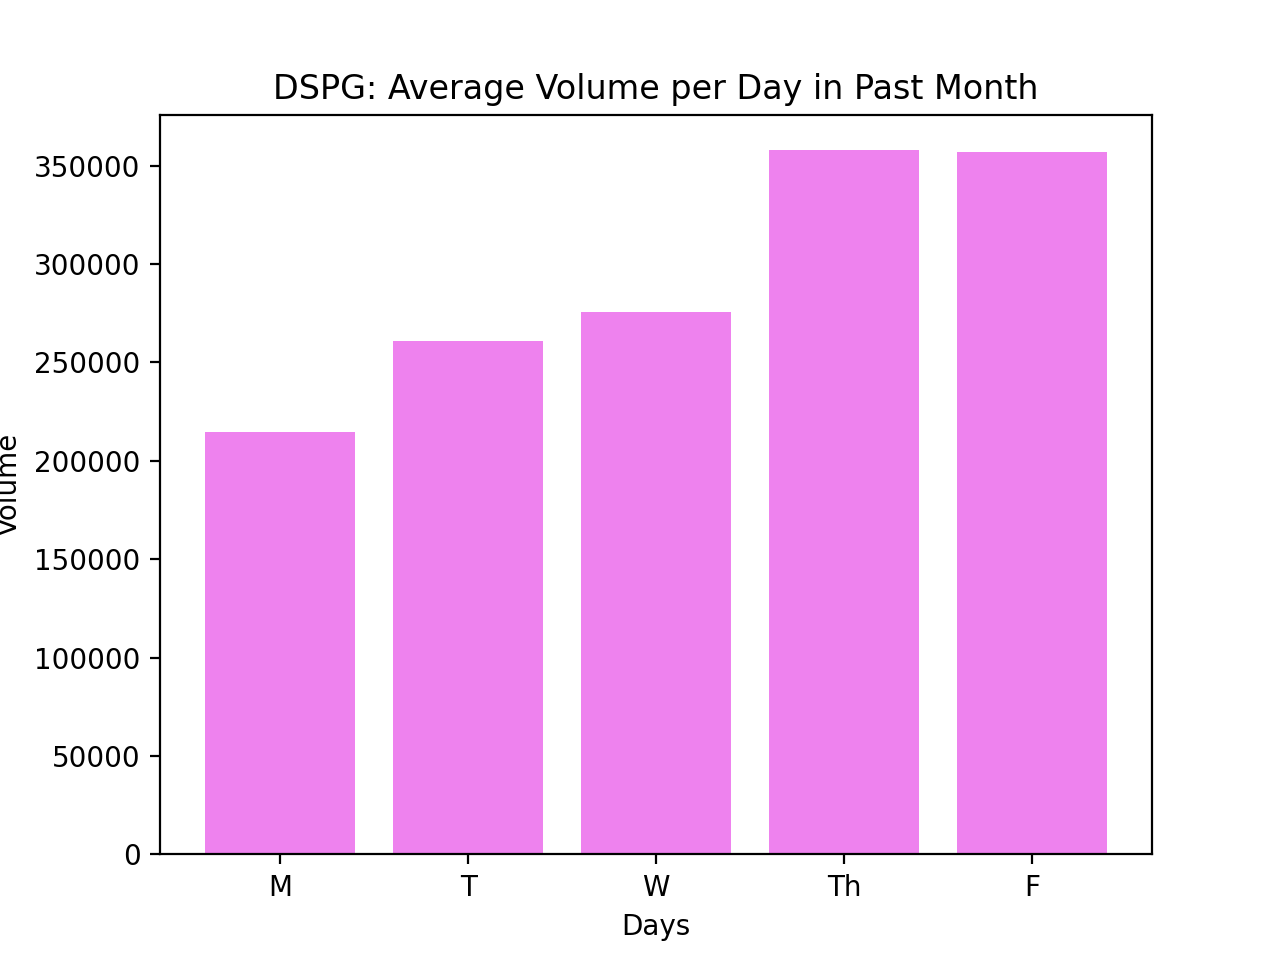 DSPG: Average Volume per Day in Past Month
350000
300000
250000
200000
150000
100000
50000
0
Volume
M T W Th F
Days